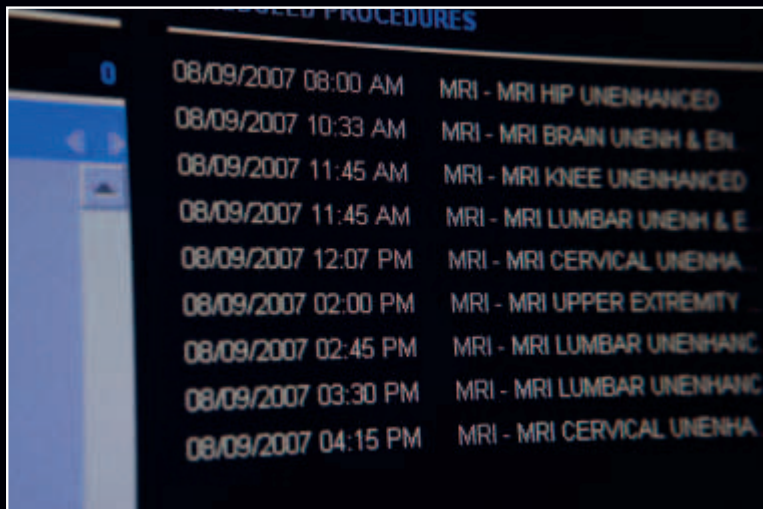 PROCEDURES
0
08/09/2007 08:00 AM MRI - MRI HIP UNENHANCED
08/09/2007 10:33 AM MRI - MRI BRAIN UNENH & EN...
08/09/2007 11:45 AM MRI - MRI KNEE UNENHANCED
08/09/2007 11:45 AM MRI - MRI LUMBAR UNENH & E...
08/09/2007 12:07 PM MRI - MRI CERVICAL UNENHA...
08/09/2007 02:00 PM MRI - MRI UPPER EXTREMITY ...
08/09/2007 02:45 PM MRI - MRI LUMBAR UNENHANC
08/09/2007 03:30 PM MRI - MRI LUMBAR UNENHANC
08/09/2007 04:15 PM MRI - MRI CERVICAL UNENHA